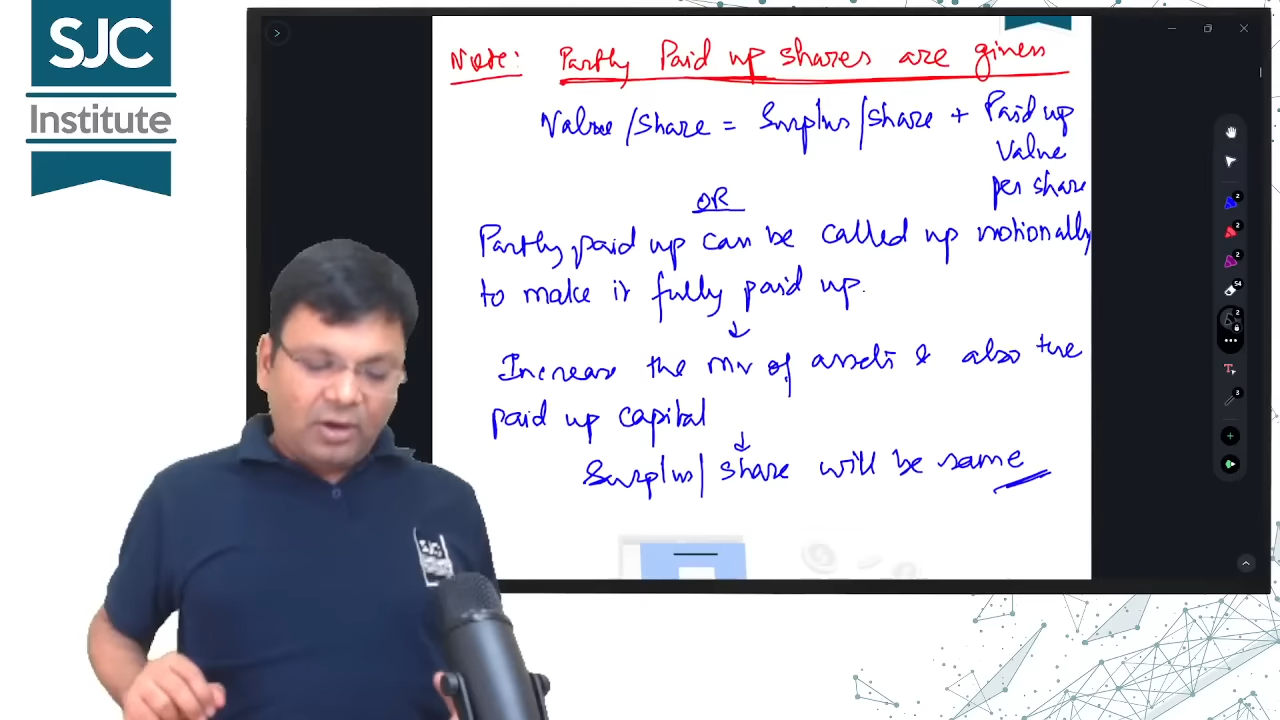 SJC
Institute
Note: Partly Paid up shares are given
Value/Share = Surplus/Share + Paid up
Value
per share
OR
Partly paid up can be called up notionally
to make it fully paid up.
Increase the MV of assets & also the
paid up capital
Surplus/share will be same
SJC
Institute